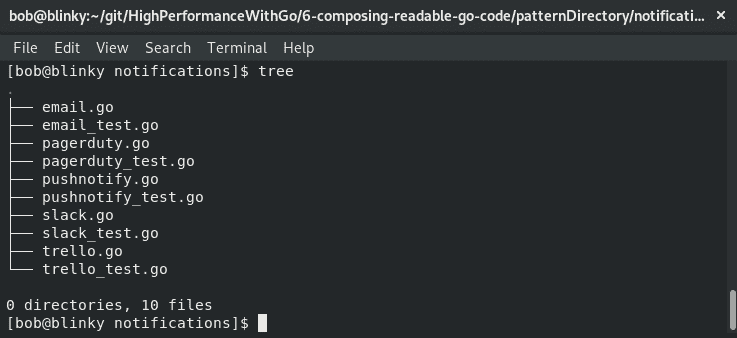 bob@blinky:~/git/HighPerformanceWithGo/6-composing-readable-go-code/patternDirectory/notificati... ×
File Edit View Search Terminal Help
[bob@blinky notifications]$ tree
.
├── email.go
├── email_test.go
├── pagerduty.go
├── pagerduty_test.go
├── pushnotify.go
├── pushnotify_test.go
├── slack.go
├── slack_test.go
├── trello.go
└── trello_test.go
0 directories, 10 files
[bob@blinky notifications]$